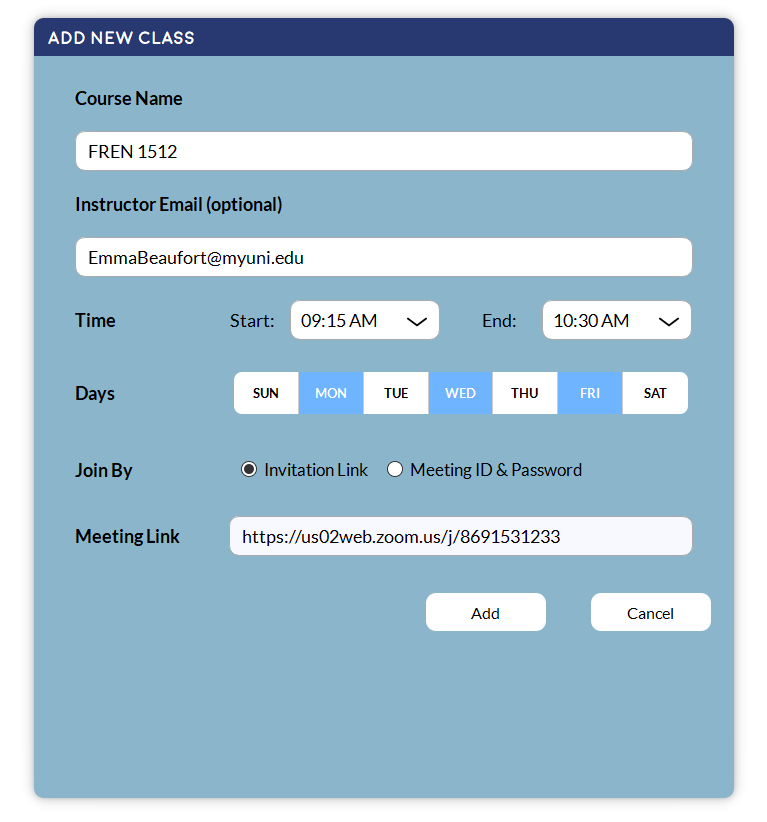 ADD NEW CLASS
Course Name
FREN 1512
Instructor Email (optional)
EmmaBeaufort@myuni.edu
Time Start: 09:15 AM End: 10:30 AM
Days SUN MON TUE WED THU FRI SAT
Join By Invitation Link Meeting ID & Password
Meeting Link https://us02web.zoom.us/j/8691531233
Add Cancel